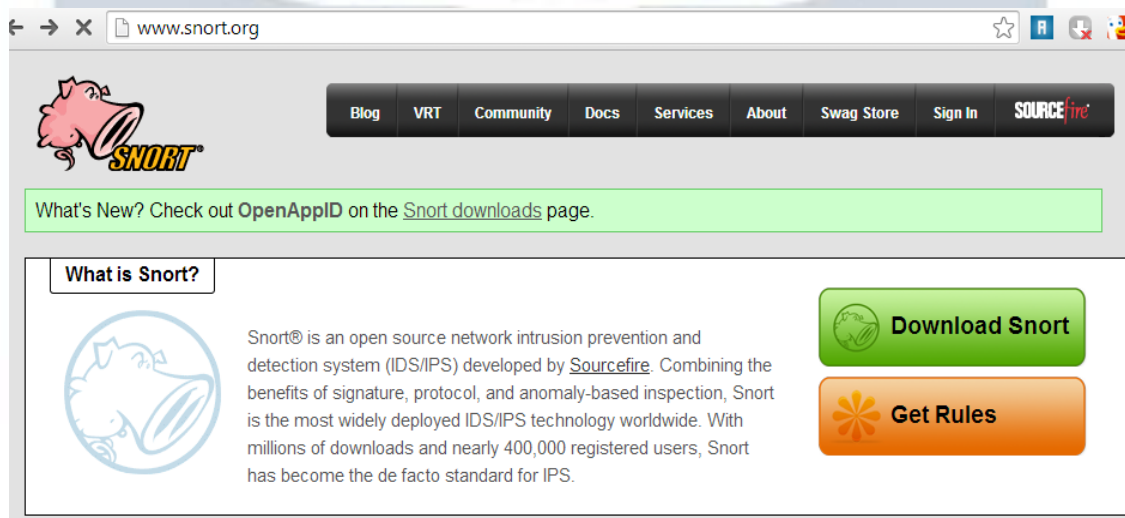 www.snort.org
SNORT®
Blog VRT Community Docs Services About Swag Store Sign In SOURCEfire®
What's New? Check out OpenAppID on the Snort downloads page.
What is Snort?
Snort® is an open source network intrusion prevention and
detection system (IDS/IPS) developed by Sourcefire. Combining the
benefits of signature, protocol, and anomaly-based inspection, Snort
is the most widely deployed IDS/IPS technology worldwide. With
millions of downloads and nearly 400,000 registered users, Snort
has become the de facto standard for IPS.
Download Snort
Get Rules